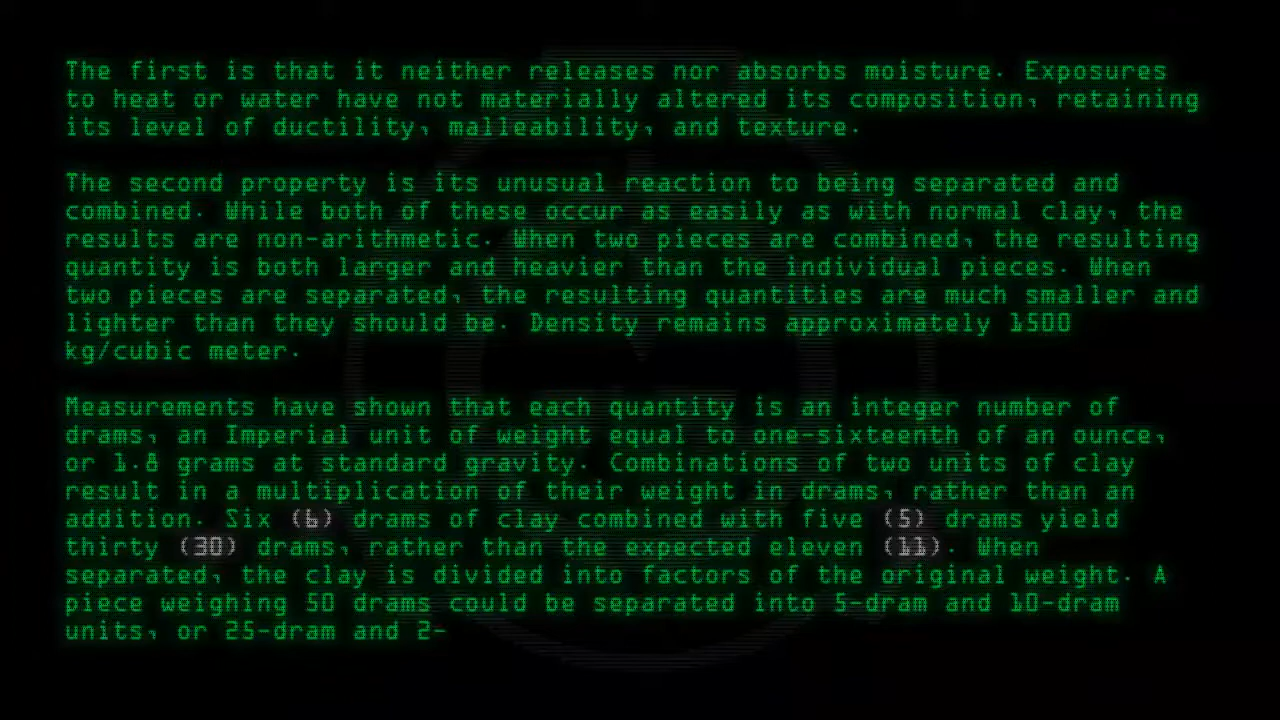 The first is that it neither releases nor absorbs moisture. Exposures
to heat or water have not materially altered its composition, retaining
its level of ductility, malleability, and texture.
The second property is its unusual reaction to being separated and
combined. While both of these occur as easily as with normal clay, the
results are non-arithmetic. When two pieces are combined, the resulting
quantity is both larger and heavier than the individual pieces. When
two pieces are separated, the resulting quantities are much smaller and
lighter than they should be. Density remains approximately 1500
kg/cubic meter.
Measurements have shown that each quantity is an integer number of
drams, an Imperial unit of weight equal to one-sixteenth of an ounce,
or 1.8 grams at standard gravity. Combinations of two units of clay
result in a multiplication of their weight in drams, rather than an
addition. Six (6) drams of clay combined with five (5) drams yield
thirty (30) drams, rather than the expected eleven (11). When
separated, the clay is divided into factors of the original weight. A
piece weighing 50 drams could be separated into 5-dram and 10-dram
units, or 25-dram and 2-